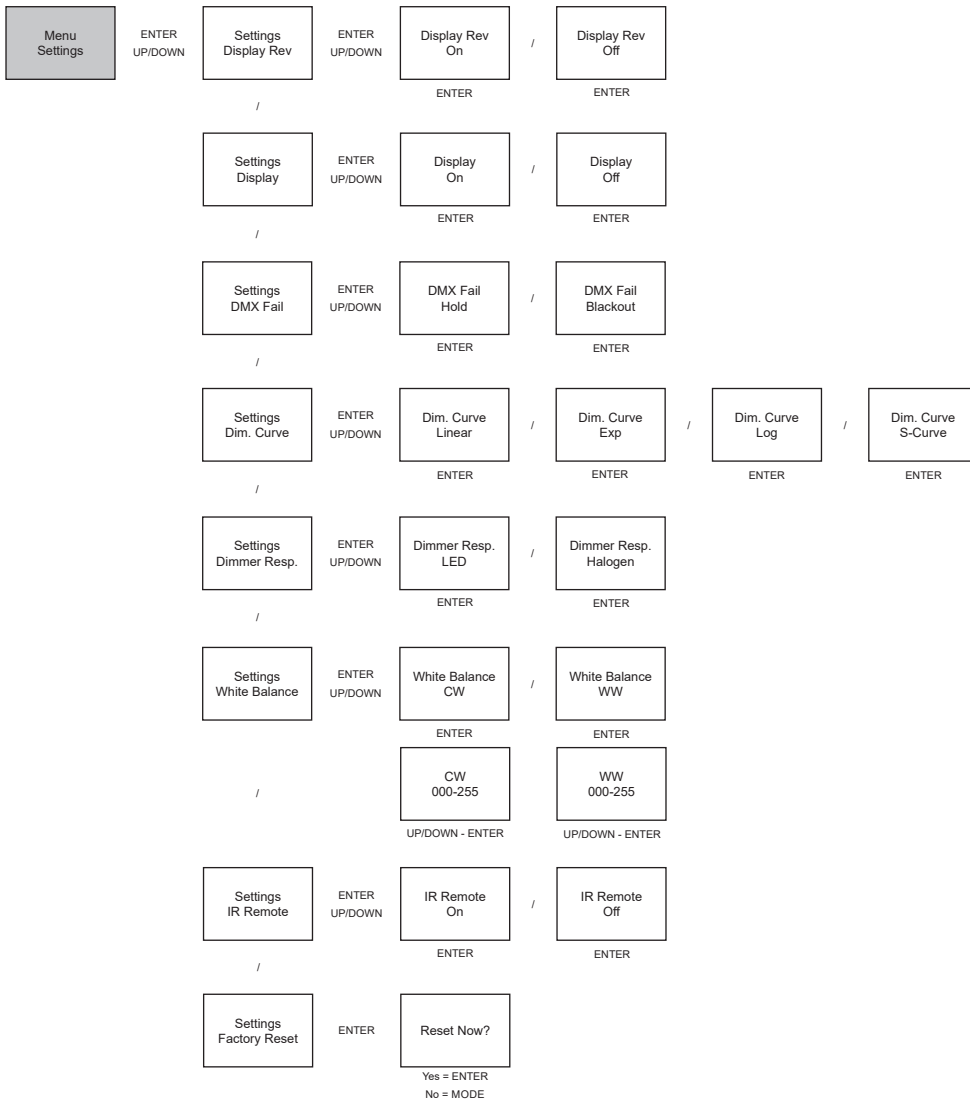 Menu
Settings
ENTER
UP/DOWN
Settings
Display Rev
ENTER
UP/DOWN
Display Rev
On
/
Display Rev
Off
ENTER
ENTER
/
Settings
Display
ENTER
UP/DOWN
Display
On
/
Display
Off
ENTER
ENTER
/
Settings
DMX Fail
ENTER
UP/DOWN
DMX Fail
Hold
/
DMX Fail
Blackout
ENTER
ENTER
/
Settings
Dim. Curve
ENTER
UP/DOWN
Dim. Curve
Linear
/
Dim. Curve
Exp
/
Dim. Curve
Log
/
Dim. Curve
S-Curve
ENTER
ENTER
ENTER
ENTER
/
Settings
Dimmer Resp.
ENTER
UP/DOWN
Dimmer Resp.
LED
/
Dimmer Resp.
Halogen
ENTER
ENTER
/
Settings
White Balance
ENTER
UP/DOWN
White Balance
CW
/
White Balance
WW
ENTER
ENTER
/
CW
000-255
WW
000-255
UP/DOWN - ENTER
UP/DOWN - ENTER
Settings
IR Remote
ENTER
UP/DOWN
IR Remote
On
/
IR Remote
Off
ENTER
ENTER
/
Settings
Factory Reset
ENTER
Reset Now?
Yes = ENTER
No = MODE